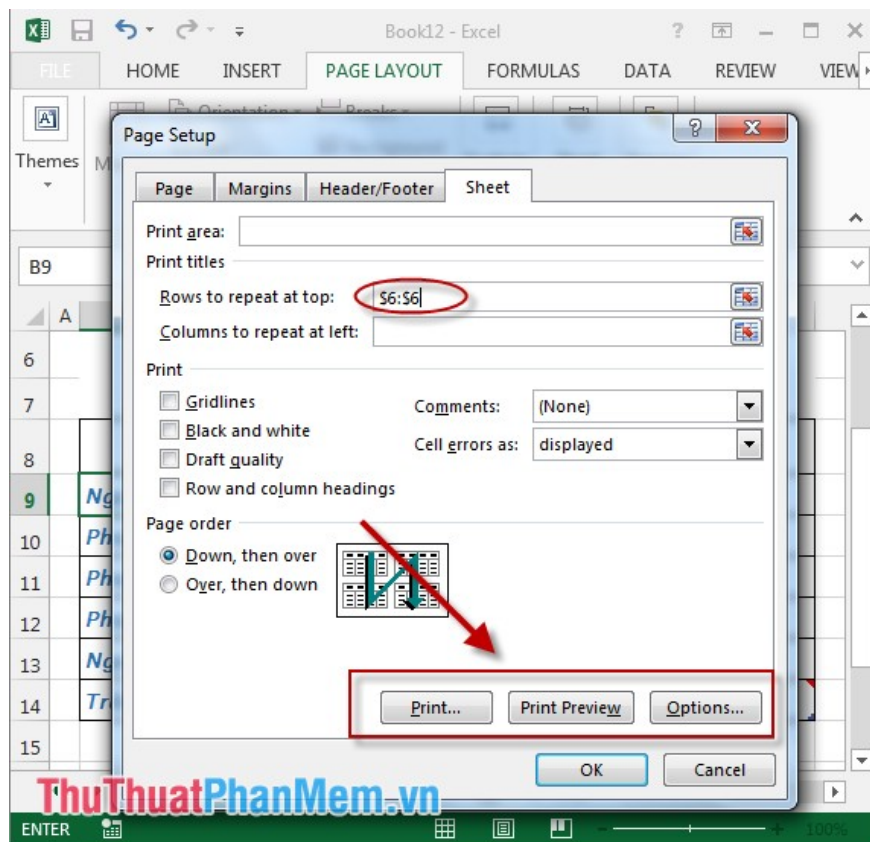 Book12 - Excel
FILE HOME INSERT PAGE LAYOUT FORMULAS DATA REVIEW VIEW
Orientation Breaks
Themes
Page Setup
Page Margins Header/Footer Sheet
Print area:
Print titles
B9
Rows to repeat at top: $6:$6
Columns to repeat at left:
A
6
Print
Gridlines
Comments: (None)
7
Black and white
Cell errors as: displayed
8
Draft quality
Row and column headings
9 Ng
Page order
10 Ph
Down, then over
11 Ph
Over, then down
12 Ph
13 Ng
14 Tr
Print... Print Preview Options...
15
OK Cancel
ThuThuatPhanMem.vn
ENTER 100%